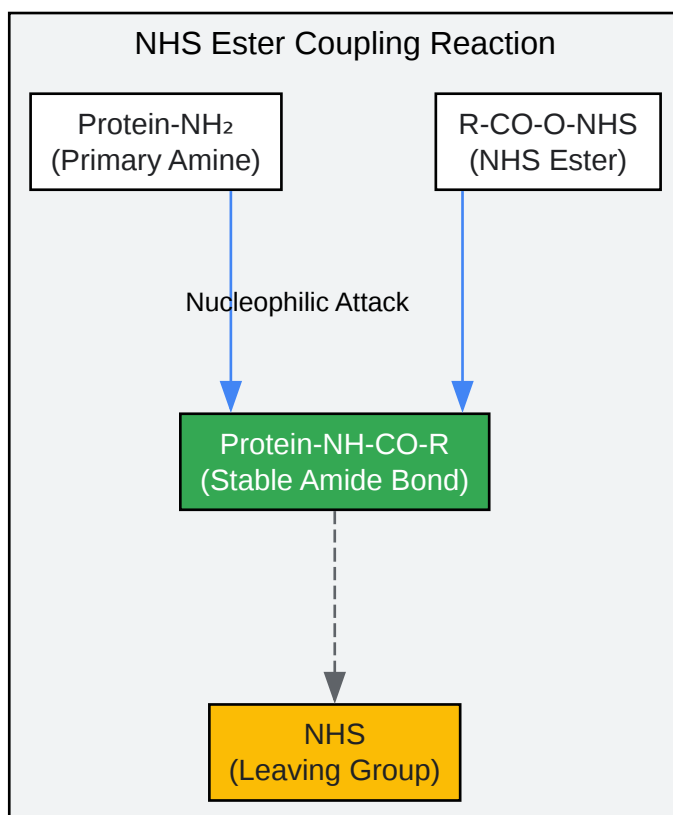 NHS Ester Coupling Reaction
Protein-NH₂
(Primary Amine)
R-CO-O-NHS
(NHS Ester)
Nucleophilic Attack
Protein-NH-CO-R
(Stable Amide Bond)
NHS
(Leaving Group)